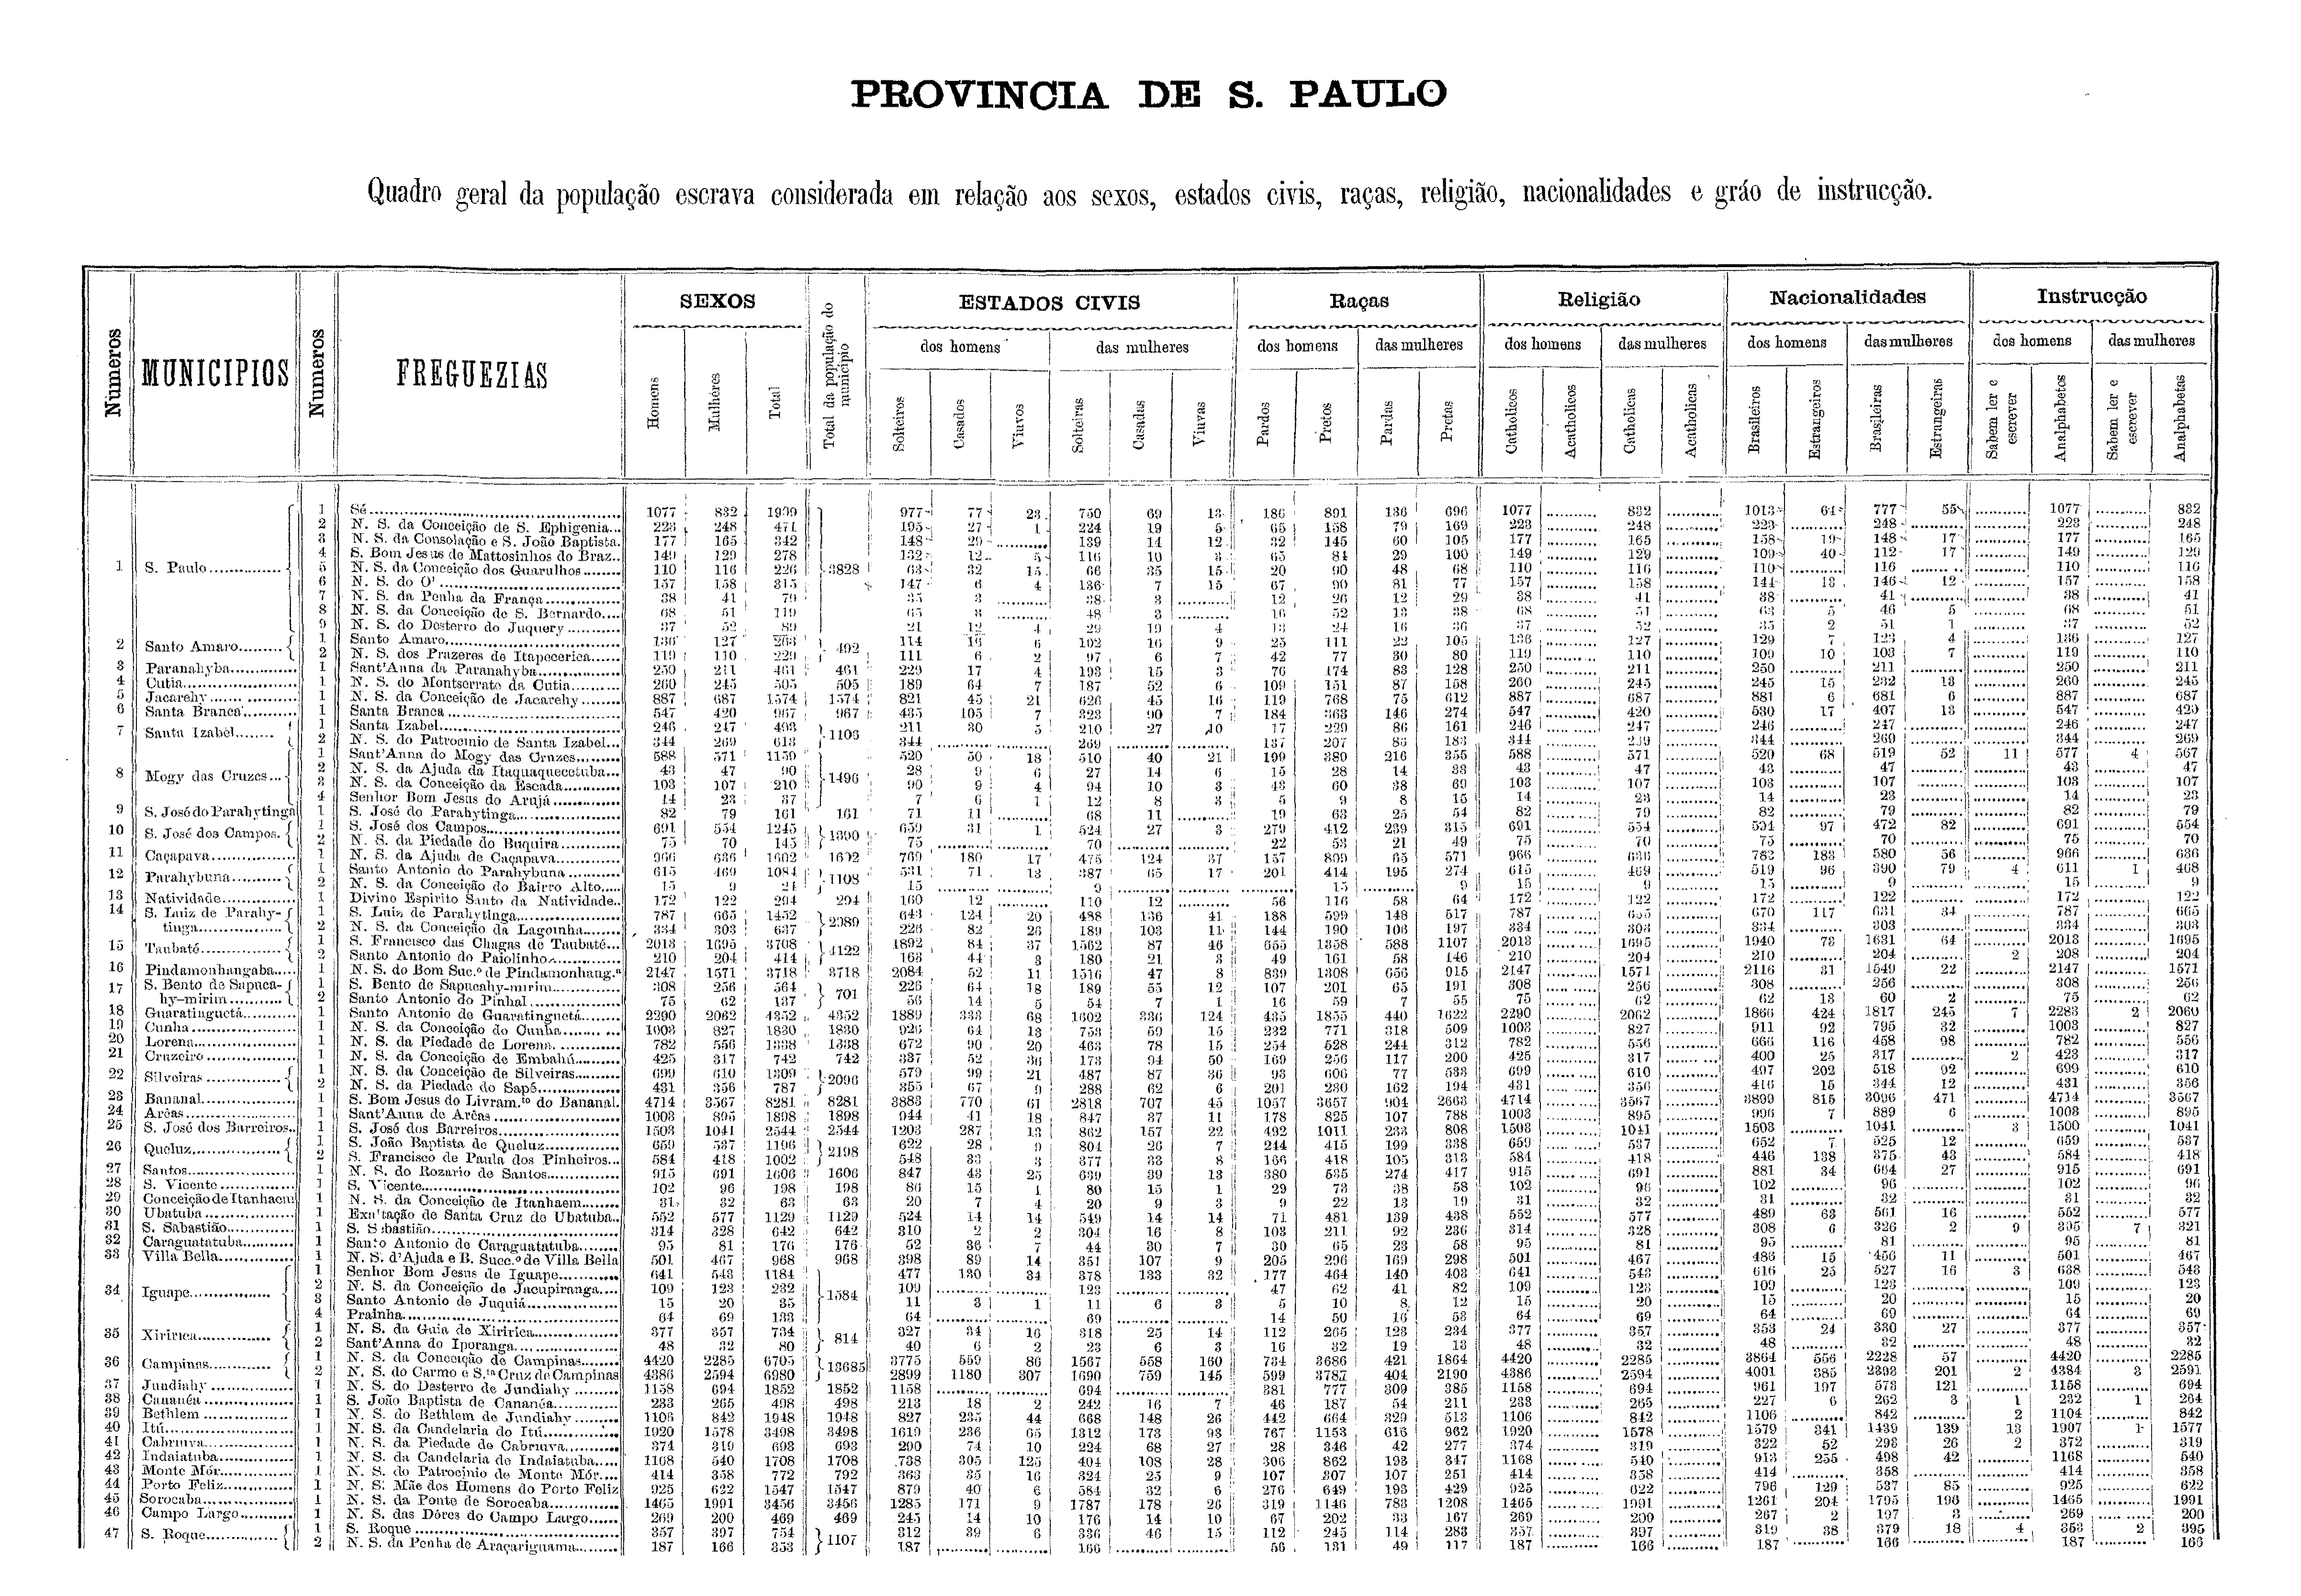 PROVINCIA DE S. PAULO
Quadro geral da população escrava considerada em relação aos sexos, estados civis, raças, religião, nacionalidades e gráo de instrucção.
Numeros MUNICIPIOS Numeros FREGUEZIAS SEXOS Total da população do municipio ESTADOS CIVIS Raças Religião Nacionalidades Instrucção
dos homens das mulheres dos homens das mulheres dos homens das mulheres dos homens das mulheres dos homens das mulheres
Homens Mulheres Total Solteiros Casados Viuvos Solteiras Casadas Viuvas Pardos Pretos Pardas Pretas Catholicos Acatholicos Catholicas Acatholicas Brasileiros Estrangeiros Brasileiras Estrangeiras Sabem ler e escrever Analphabetos Sabem ler e escrever Analphabetas
1 S. Paulo 3828
1 Sé 1077 832 1909 977 77 23 750 69 13 186 891 136 696 1077 832 1013 64 777 55 1077 832
2 N. S. da Conceição de S. Ephigenia 223 248 471 195 27 1 224 19 5 65 158 79 169 223 248 223 248 223 248
3 N. S. da Consolação e S. João Baptista 177 165 342 148 29 139 14 12 32 145 60 105 177 165 158 19 148 17 177 165
4 S. Bom Jesus de Mattosinhos do Braz 149 129 278 132 12 5 116 10 3 65 84 29 100 149 129 109 40 112 17 149 129
5 N. S. da Conceição dos Guarulhos 110 116 226 63 32 15 66 35 15 20 90 48 68 110 116 110 116 110 116
6 N. S. do O' 157 158 315 147 6 4 136 7 15 67 90 81 77 157 158 144 13 146 12 157 158
7 N. S. da Penha da França 38 41 79 35 3 38 3 12 26 12 29 38 41 38 41 38 41
8 N. S. da Conceição de S. Bernardo 68 51 119 65 3 48 3 16 52 13 38 68 51 63 5 46 5 68 51
9 N. S. do Desterro do Juquery 37 52 89 21 12 4 29 19 4 13 24 16 36 37 52 35 2 51 1 37 52
2 Santo Amaro 492
1 Santo Amaro 136 127 263 114 16 6 102 16 9 25 111 22 105 136 127 129 7 123 4 136 127
2 N. S. dos Prazeres de Itapecerica 119 110 229 111 6 2 97 6 7 42 77 30 80 119 110 109 10 103 7 119 110
3 Paranahyba 1 Sant'Anna da Paranahyba 250 211 461 461 229 17 4 193 15 3 76 174 83 128 250 211 250 211 250 211
4 Cutia 1 N. S. do Montserrate da Cutia 260 245 505 505 189 64 7 187 52 6 109 151 87 158 260 245 245 15 232 13 260 245
5 Jacarehy 1 N. S. da Conceição de Jacarehy 887 687 1574 1574 821 45 21 626 45 16 119 768 75 612 887 687 881 6 681 6 887 687
6 Santa Branca 1 Santa Branca 547 420 967 967 435 105 7 323 90 7 184 363 146 274 547 420 530 17 407 13 547 420
7 Santa Izabel 1106
1 Santa Izabel 246 247 493 211 30 5 210 27 10 17 229 86 161 246 247 246 247 246 247
2 N. S. do Patrocinio de Santa Izabel 344 269 613 344 269 137 207 86 183 344 269 344 269 344 269
8 Mogy das Cruzes 1496
1 Sant'Anna do Mogy das Cruzes 588 571 1159 520 50 18 510 40 21 199 389 216 355 588 571 520 68 519 52 11 577 4 567
2 N. S. da Ajuda da Itaquaquecetuba 43 47 90 28 9 6 27 14 6 15 28 14 33 43 47 43 47 43 47
3 N. S. da Conceição da Escada 103 107 210 90 9 4 94 10 3 43 60 38 69 103 107 103 107 103 107
4 Senhor Bom Jesus do Arujá 14 23 37 7 6 1 12 8 3 5 9 8 15 14 23 14 23 14 23
9 S. José do Parahytinga 1 S. José do Parahytinga 82 79 161 161 71 11 68 11 19 63 25 54 82 79 82 79 82 79
10 S. José dos Campos 1390
1 S. José dos Campos 691 554 1245 659 31 1 524 27 3 279 412 239 315 691 554 594 97 472 82 691 554
2 N. S. da Piedade do Buquira 75 70 145 75 70 22 53 21 49 75 70 75 70 75 70
11 Caçapava 1 N. S. da Ajuda de Caçapava 966 636 1602 1602 769 180 17 475 124 37 157 809 65 571 966 636 783 183 580 56 966 636
12 Parahybuna 1108
1 Santo Antonio do Parahybuna 615 469 1084 531 71 13 387 65 17 201 414 195 274 615 469 519 96 390 79 4 611 1 468
2 N. S. da Conceição do Bairro Alto 15 9 24 15 9 15 9 15 9 15 9 15 9
13 Natividade 1 Divino Espirito Santo da Natividade 172 122 294 294 160 12 110 12 56 116 58 64 172 122 172 122 172 122
14 S. Luiz de Parahytinga 2089
1 S. Luiz de Parahytinga 787 665 1452 643 124 20 488 136 41 188 599 148 517 787 665 670 117 631 34 787 665
2 N. S. da Conceição da Lagoinha 334 303 637 226 82 26 189 103 11 144 190 106 197 334 303 334 303 334 303
15 Taubaté 4122
1 S. Francisco das Chagas de Taubaté 2013 1695 3708 1892 84 37 1562 87 46 655 1358 588 1107 2013 1695 1940 73 1631 64 2013 1695
2 Santo Antonio do Paiolinho 210 204 414 163 44 3 180 21 3 49 161 58 146 210 204 210 204 2 208 204
16 Pindamonhangaba 1 N. S. do Bom Suc.º de Pindamonhang.ª 2147 1571 3718 3718 2084 52 11 1516 47 8 839 1308 656 915 2147 1571 2116 31 1549 22 2147 1571
17 S. Bento de Sapucahy-mirim 701
1 S. Bento de Sapucahy-mirim 308 256 564 226 64 18 189 55 12 107 201 65 191 308 256 308 256 308 256
2 Santo Antonio do Pinhal 75 62 137 56 14 5 54 7 1 16 59 7 55 75 62 62 13 60 2 75 62
18 Guaratinguetá 1 Santo Antonio de Guaratinguetá 2290 2062 4352 4352 1889 333 68 1602 336 124 435 1855 440 1622 2290 2062 1866 424 1817 245 7 2283 2 2060
19 Cunha 1 N. S. da Conceição do Cunha 1003 827 1830 1830 926 64 13 753 59 15 232 771 318 509 1003 827 911 92 795 32 1003 827
20 Lorena 1 N. S. da Piedade de Lorena 782 556 1338 1338 672 90 20 463 78 15 254 528 244 312 782 556 666 116 458 98 782 556
21 Cruzeiro 1 N. S. da Conceição de Embahú 425 317 742 742 337 52 36 173 94 50 169 256 117 200 425 317 400 25 317 2 423 317
22 Silveiras 2096
1 N. S. da Conceição de Silveiras 699 610 1309 579 99 21 487 87 36 93 606 77 533 699 610 497 202 518 92 699 610
2 N. S. da Piedade do Sapé 431 356 787 355 67 9 288 62 6 201 230 162 194 431 356 416 15 344 12 431 356
23 Bananal 1 S. Bom Jesus do Livram.to do Bananal 4714 3567 8281 8281 3883 770 61 2818 707 45 1057 3657 904 2663 4714 3567 3899 815 3096 471 4714 3567
24 Arêas 1 Sant'Anna de Arêas 1003 895 1898 1898 944 41 18 847 37 11 178 825 107 788 1003 895 996 7 889 6 1003 895
25 S. José dos Barreiros 1 S. José dos Barreiros 1503 1041 2544 2544 1203 287 13 862 157 22 492 1011 233 808 1503 1041 1503 1041 3 1500 1041
26 Queluz 2198
1 S. João Baptista de Queluz 659 537 1196 622 28 9 804 26 7 244 415 199 338 659 537 652 7 525 12 659 537
2 S. Francisco de Paula dos Pinheiros 584 418 1002 548 33 3 377 33 8 166 418 105 313 584 418 446 138 375 43 584 418
27 Santos 1 N. S. do Rozario de Santos 915 691 1606 1606 847 43 25 639 39 13 380 535 274 417 915 691 881 34 664 27 915 691
28 S. Vicente 1 S. Vicente 102 96 198 198 86 15 1 80 15 1 29 73 38 58 102 96 102 96 102 96
29 Conceição de Itanhaem 1 N. S. da Conceição de Itanhaem 31 32 63 63 20 7 4 20 9 3 9 22 13 19 31 32 31 32 31 32
30 Ubatuba 1 Exaltação de Santa Cruz de Ubatuba 552 577 1129 1129 524 14 14 549 14 14 71 481 139 438 552 577 489 63 561 16 552 577
31 S. Sabastião 1 S. Sebastião 314 328 642 642 310 2 2 304 16 8 103 211 92 236 314 328 308 6 326 2 9 305 7 321
32 Caraguatatuba 1 Santo Antonio de Caraguatatuba 95 81 176 176 52 36 7 44 30 7 30 65 23 58 95 81 95 81 95 81
33 Villa Bella 1 N. S. d'Ajuda e B. Succ.º de Villa Bella 501 467 968 968 398 89 14 351 107 9 205 296 169 298 501 467 486 15 456 11 501 467
34 Iguape 1584
1 Senhor Bom Jesus de Iguape 641 543 1184 477 130 34 378 133 32 177 464 140 403 641 543 616 25 527 16 3 638 543
2 N. S. da Conceição de Jacupiranga 109 123 232 109 123 47 62 41 82 109 123 109 123 109 123
3 Santo Antonio de Juquiá 15 20 35 11 3 1 11 6 3 5 10 8 12 15 20 15 20 15 20
4 Prainha 64 69 133 64 69 14 50 16 53 64 69 64 69 64 69
35 Xiririca 814
1 N. S. da Guia de Xiririca 377 357 734 327 34 16 318 25 14 112 265 123 234 377 357 353 24 330 27 377 357
2 Sant'Anna do Iporanga 48 32 80 40 6 2 23 6 3 16 32 19 13 48 32 48 32 48 32
36 Campinas 13685
1 N. S. da Conceição de Campinas 4420 2285 6705 3775 559 86 1567 558 160 734 3686 421 1864 4420 2285 3864 556 2228 57 4420 2285
2 N. S. do Carmo e S.ta Cruz de Campinas 4386 2594 6980 2899 1180 307 1690 759 145 599 3787 404 2190 4386 2594 4001 385 2393 201 2 4384 3 2591
37 Jundiahy 1 N. S. do Desterro de Jundiahy 1158 694 1852 1852 1158 694 381 777 309 385 1158 694 961 197 573 121 1158 694
38 Cananéa 1 S. João Baptista de Cananéa 233 265 498 498 213 18 2 242 16 7 46 187 54 211 233 265 227 6 262 3 1 232 1 264
39 Bethlem 1 N. S. do Bethlem de Jundiahy 1106 842 1948 1948 827 235 44 668 148 26 442 664 329 513 1106 842 1106 842 2 1104 842
40 Itú 1 N. S. da Candelaria do Itú 1920 1578 3498 3498 1619 236 65 1312 173 93 767 1153 616 962 1920 1578 1579 341 1439 139 13 1907 1 1577
41 Cabriuva 1 N. S. da Piedade de Cabriuva 374 319 693 693 290 74 10 224 68 27 28 346 42 277 374 319 322 52 293 26 2 372 319
42 Indaiatuba 1 N. S. da Candelaria de Indaiatuba 1168 540 1708 1708 738 305 125 404 108 28 306 862 193 347 1168 540 913 255 498 42 1168 540
43 Monte Mór 1 N. S. do Patrocinio de Monte Mór 414 358 772 792 363 35 16 324 25 9 107 307 107 251 414 358 414 358 414 358
44 Porto Feliz 1 N. S. Mãe dos Homens do Porto Feliz 925 622 1547 1547 879 40 6 584 32 6 276 649 193 429 925 622 796 129 537 85 925 622
45 Sorocaba 1 N. S. da Ponte de Sorocaba 1465 1991 3456 3456 1285 171 9 1787 178 26 319 1146 783 1208 1465 1991 1261 204 1795 196 1465 1991
46 Campo Largo 1 N. S. das Dôres do Campo Largo 269 200 469 469 245 14 10 176 14 10 67 202 33 167 269 200 267 2 197 3 269 200
47 S. Roque 1107
1 S. Roque 357 397 754 312 39 6 336 46 15 112 245 114 283 357 397 319 38 379 18 4 353 2 395
2 N. S. da Penha de Araçariguama 187 166 353 187 166 56 131 49 117 187 166 187 166 187 166